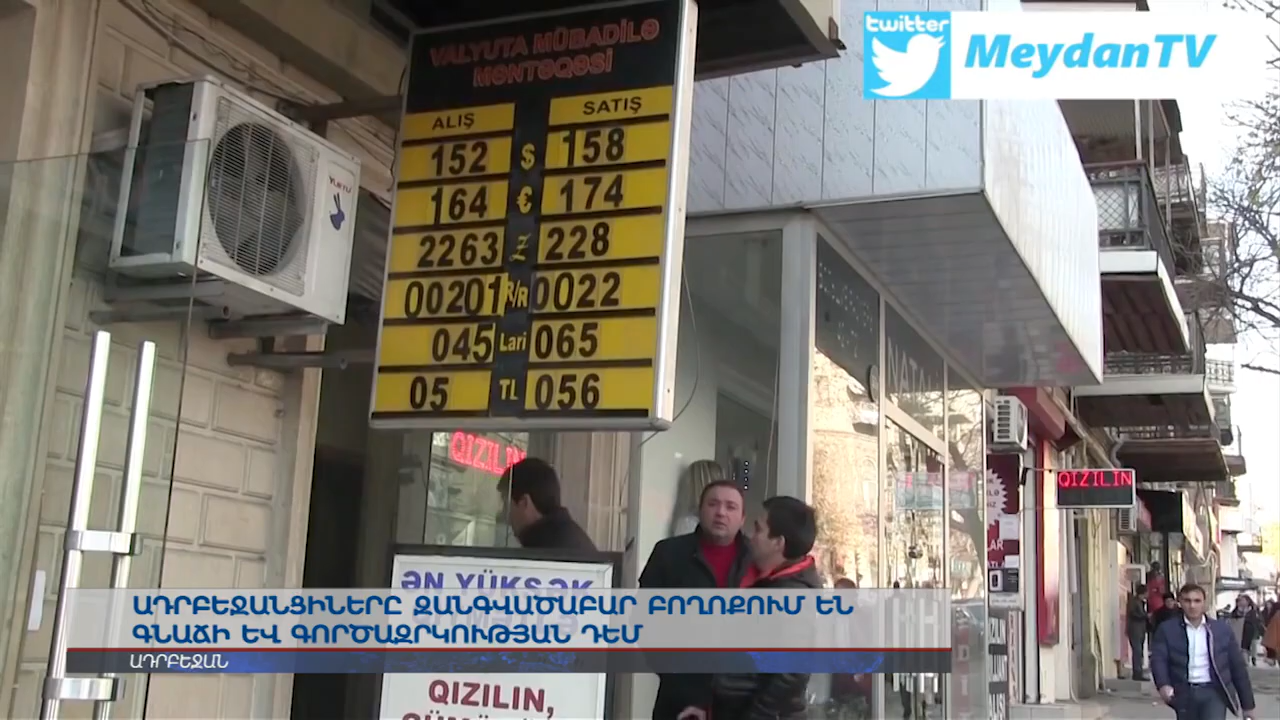 twitter
MeydanTV
VALYUTA MÜBADİLƏ
MƏNTƏQƏSİ
ALIŞ SATIŞ
152 $ 158
164 € 174
2263 £ 228
00201 R/R 0022
045 Lari 065
05 TL 056
YURTU
QIZILIN
QIZILIN
ƏN YÜKSƏK
QIZILIN,
ԱԴՐԲԵՋԱՆՑԻՆԵՐԸ ԶԱՆԳՎԱԾԱԲԱՐ ԲՈՂՈՔՈՒՄ ԵՆ
ԳՆԱՃԻ ԵՎ ԳՈՐԾԱԶՐԿՈՒԹՅԱՆ ԴԵՄ
ԱԴՐԲԵՋԱՆ